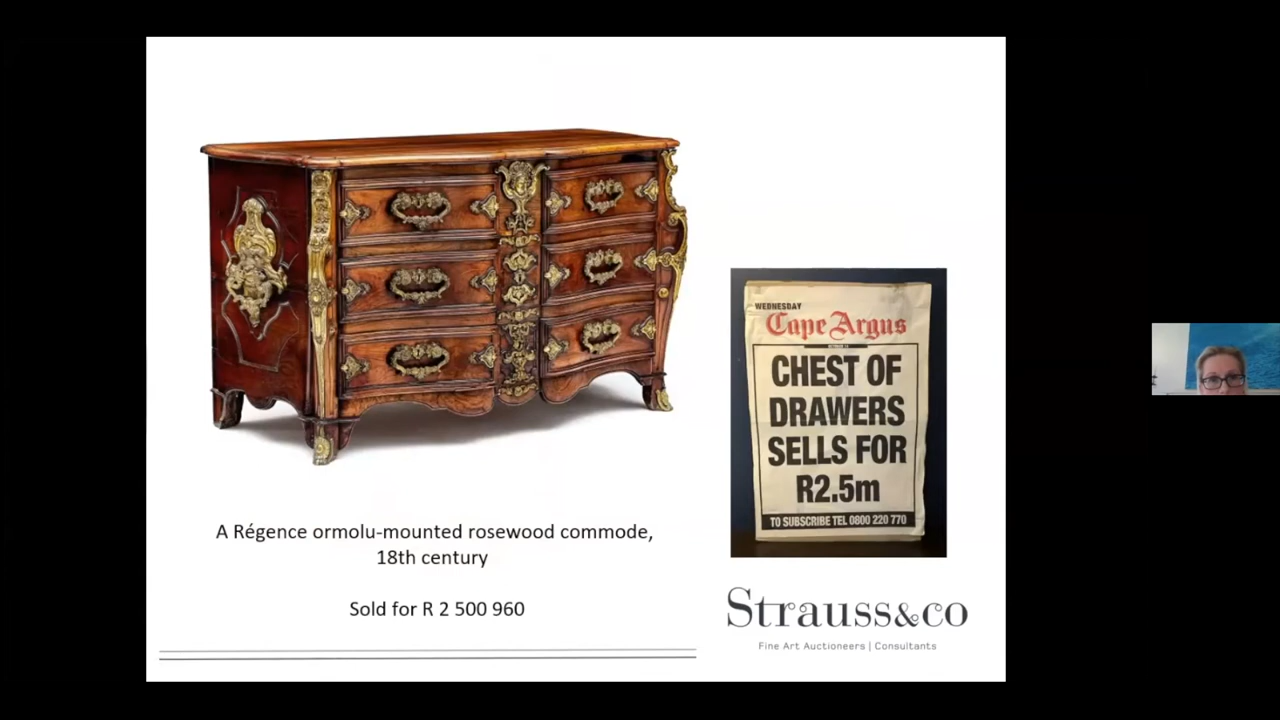 A Régence ormolu-mounted rosewood commode,
18th century
Sold for R 2 500 960
WEDNESDAY
Cape Argus
CHEST OF
DRAWERS
SELLS FOR
R2.5m
TO SUBSCRIBE TEL 0800 220 770
Strauss&co
Fine Art Auctioneers | Consultants